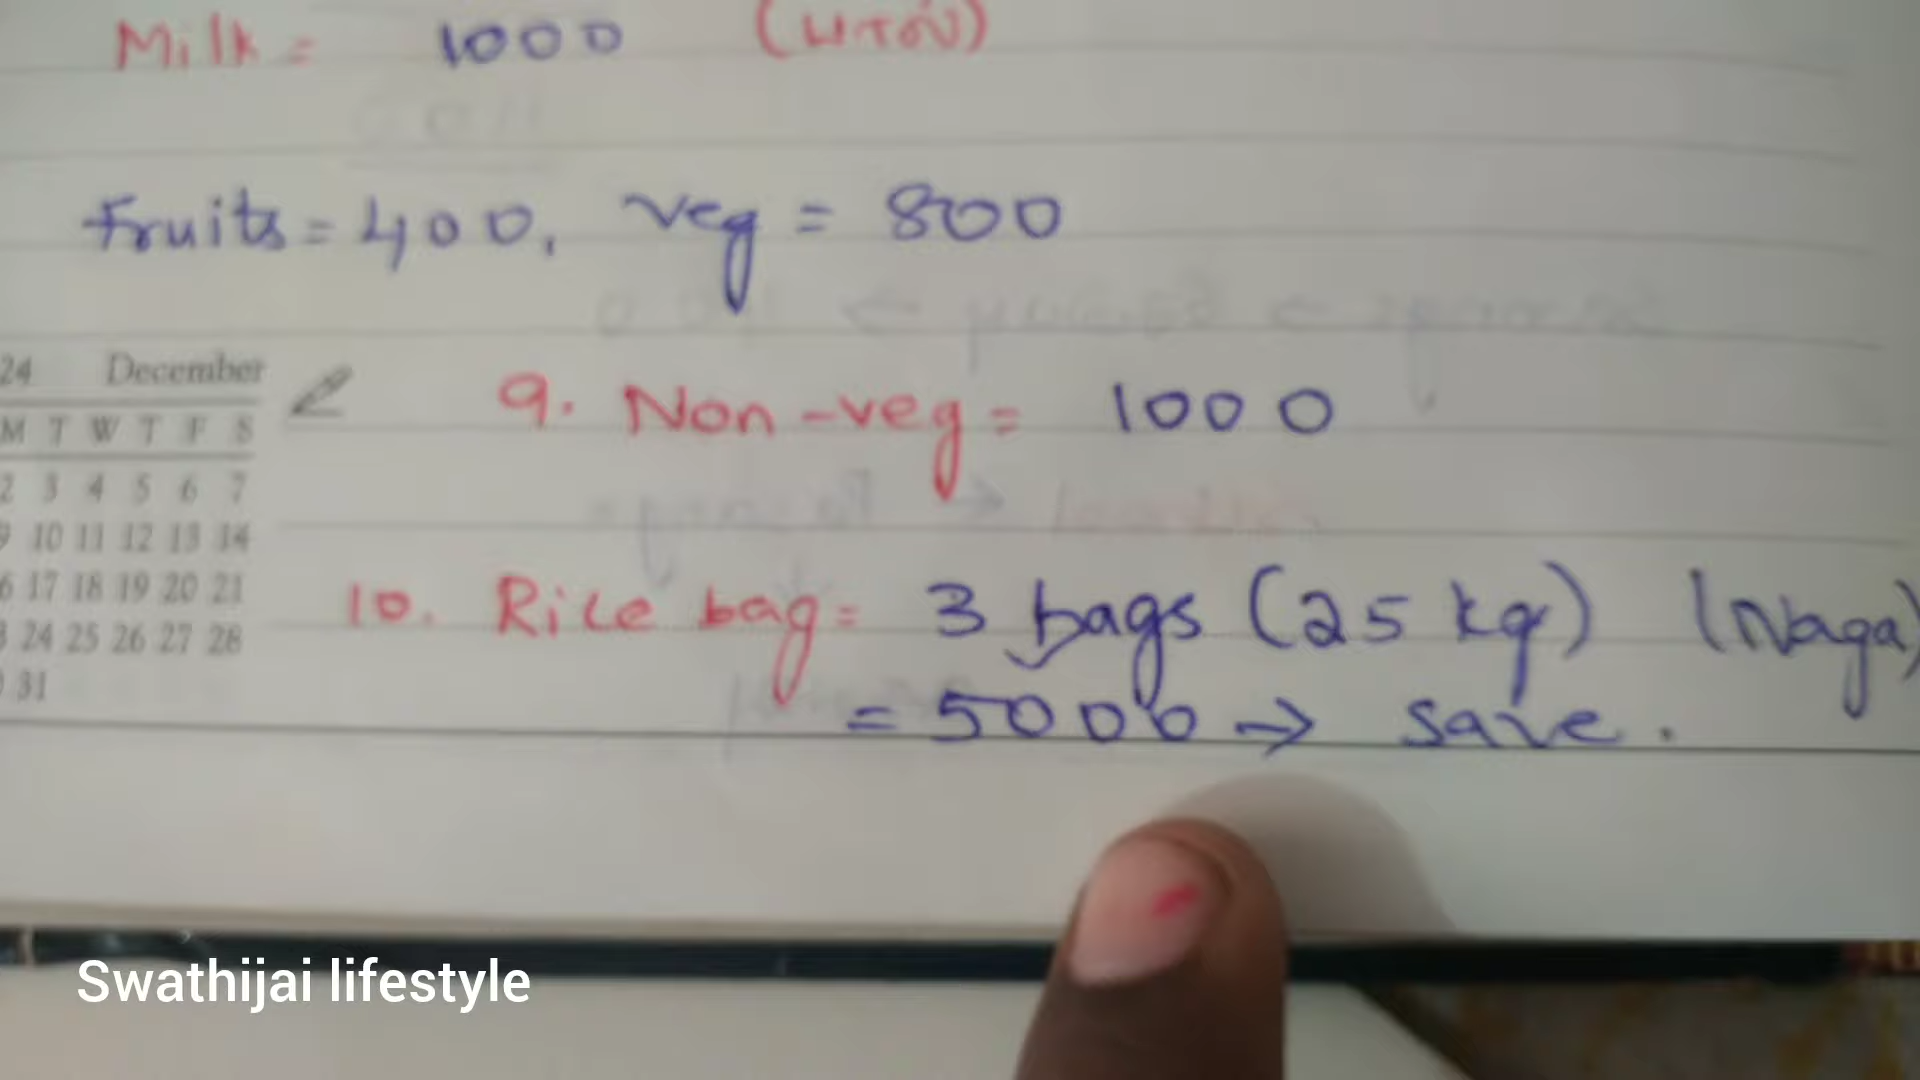 Milk = 1000 (பால்)
Fruits = 400, veg = 800
24 December
M T W T F S
9. Non-veg = 1000
2 3 4 5 6 7
9 10 11 12 13 14
10. Rice bag = 3 bags (25 kg) (Naga)
6 17 18 19 20 21
= 5000 → save.
3 24 25 26 27 28
31
Swathijai lifestyle